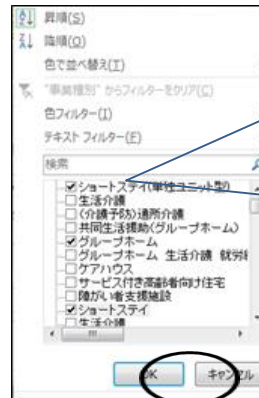 昇順(S)
降順(O)
色で並べ替え(I)
"事業種別" からフィルターをクリア(C)
色フィルター(I)
テキスト フィルター(F)
検索
ショートステイ(単独ユニット型)
生活介護
(介護予防)通所介護
共同生活援助(グループホーム)
グループホーム
グループホーム 生活介護 就労
ケアハウス
サービス付き高齢者向け住宅
障がい者支援施設
ショートステイ
生活介護
OK
キャンセル